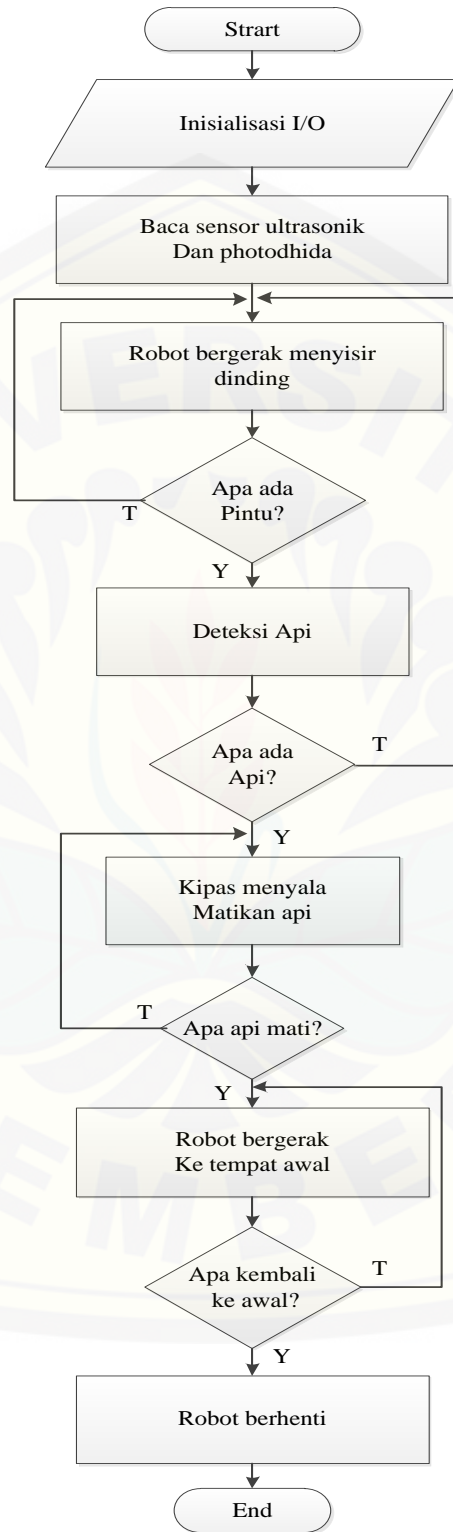 Strart
Inisialisasi I/O
Baca sensor ultrasonik
Dan photodhida
Robot bergerak menyisir
dinding
Apa ada
Pintu?
T
Y
Deteksi Api
Apa ada
Api?
T
Y
Kipas menyala
Matikan api
Apa api mati?
T
Y
Robot bergerak
Ke tempat awal
Apa kembali
ke awal?
T
Y
Robot berhenti
End